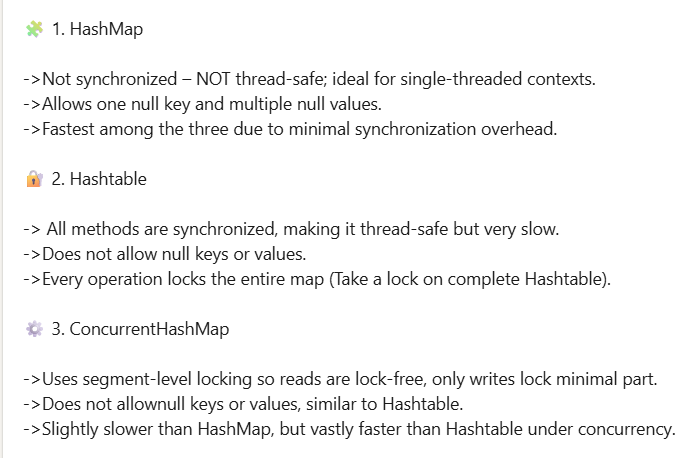 🧩 1. HashMap
->Not synchronized – NOT thread-safe; ideal for single-threaded contexts.
->Allows one null key and multiple null values.
->Fastest among the three due to minimal synchronization overhead.
🔐 2. Hashtable
-> All methods are synchronized, making it thread-safe but very slow.
->Does not allow null keys or values.
->Every operation locks the entire map (Take a lock on complete Hashtable).
⚙️ 3. ConcurrentHashMap
->Uses segment-level locking so reads are lock-free, only writes lock minimal part.
->Does not allownull keys or values, similar to Hashtable.
->Slightly slower than HashMap, but vastly faster than Hashtable under concurrency.